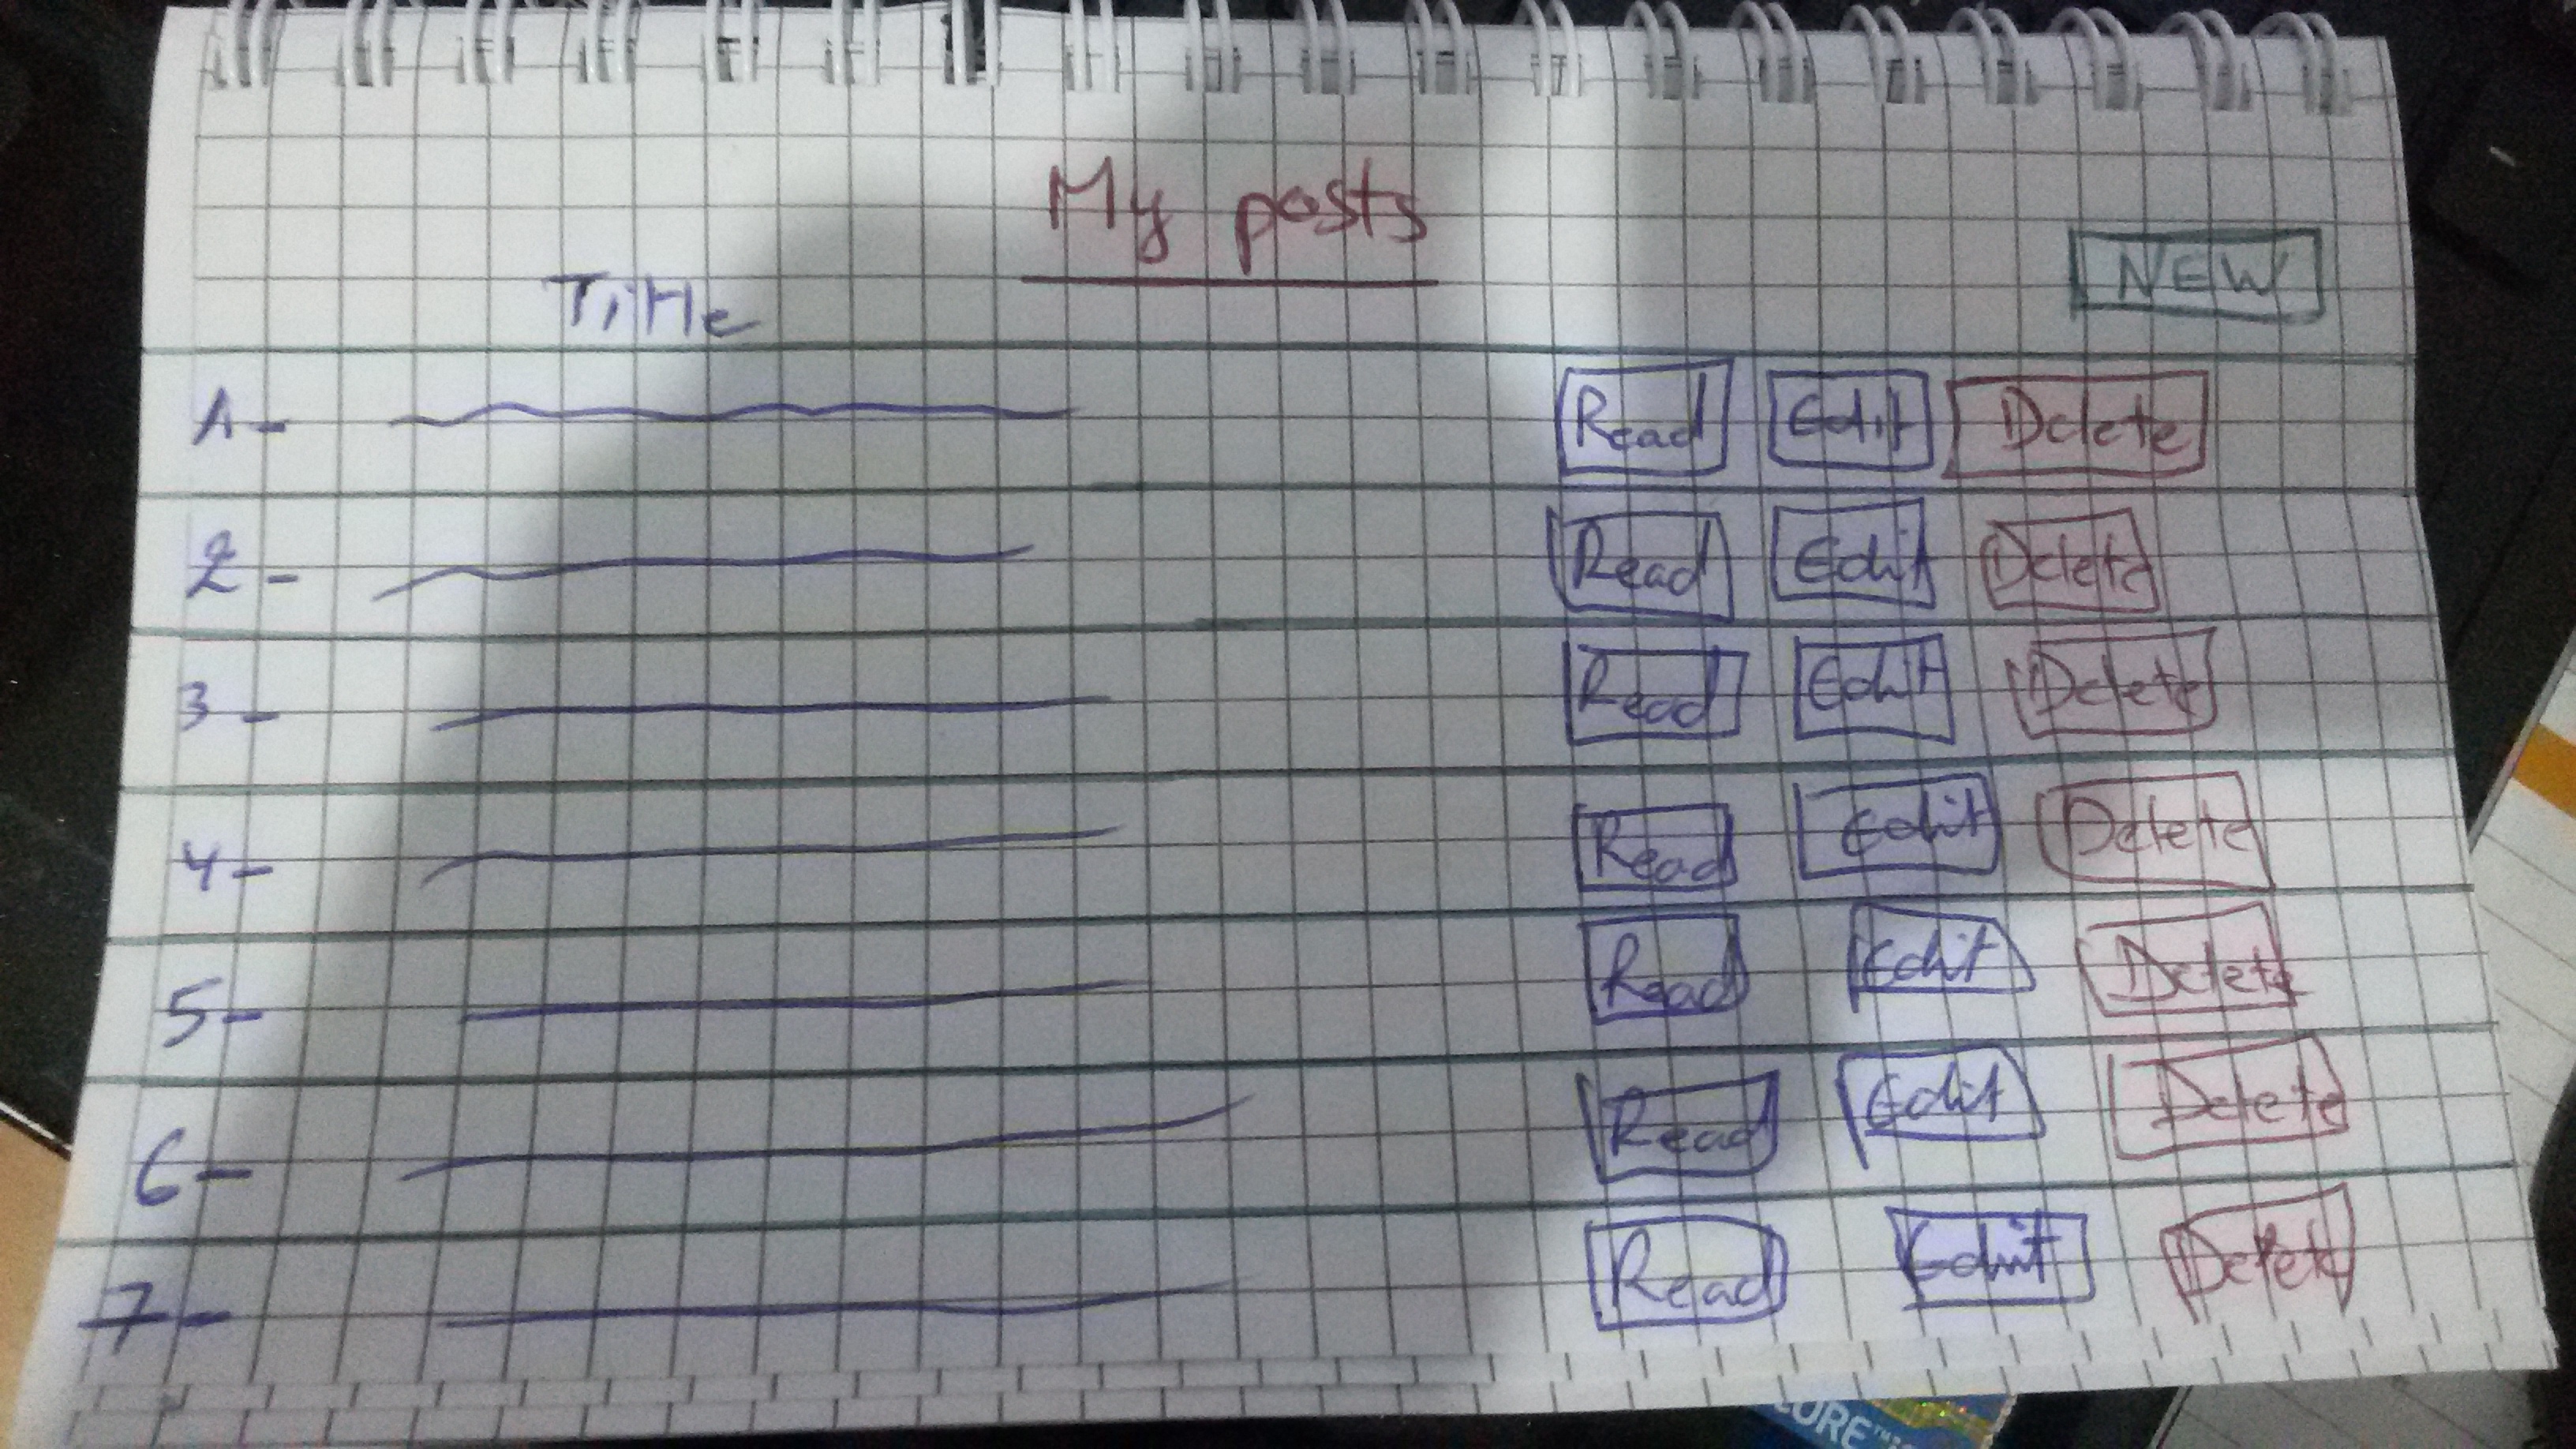 My posts
NEW
Title
1- Read Edit Delete
2- Read Edit Delete
3- Read Edit Delete
4- Read Edit Delete
5- Read Edit Delete
6- Read Edit Delete
7- Read Edit Delete
CORE